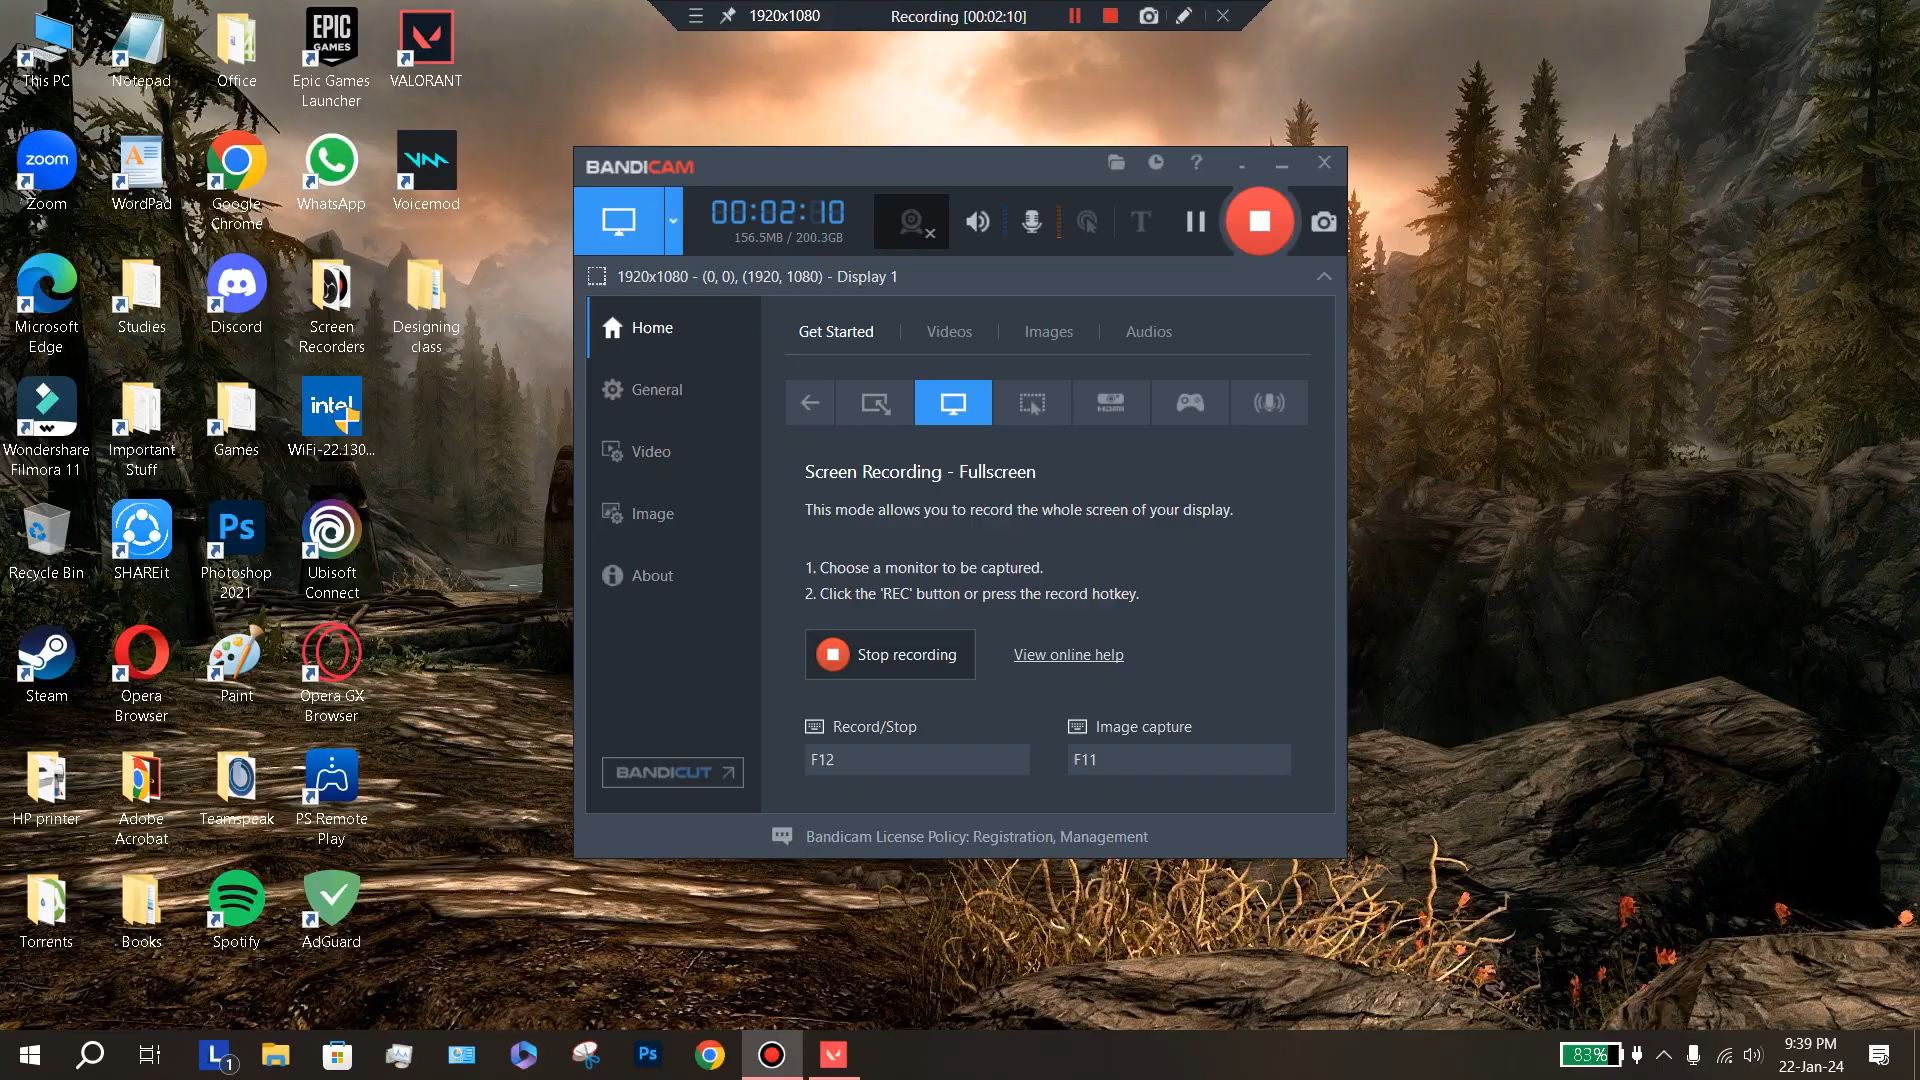 1920x1080
Recording [00:02:10]
This PC
Notepad
Office
EPIC
GAMES
Epic Games
Launcher
VALORANT
zoom
Zoom
WordPad
Google
Chrome
WhatsApp
Voicemod
Microsoft
Edge
Studies
Discord
Screen
Recorders
Designing
class
Wondershare
Filmora 11
Important
Stuff
Games
intel
WiFi-22.130...
Recycle Bin
SHAREit
Ps
Photoshop
2021
Ubisoft
Connect
Steam
Opera
Browser
Paint
Opera GX
Browser
HP printer
Adobe
Acrobat
Teamspeak
PS Remote
Play
Torrents
Books
Spotify
AdGuard
BANDICAM
00:02:10
156.5MB / 200.3GB
1920x1080 - (0, 0), (1920, 1080) - Display 1
Home
General
Video
Image
About
BANDICUT
Get Started
Videos
Images
Audios
HDMI
Screen Recording - Fullscreen
This mode allows you to record the whole screen of your display.
1. Choose a monitor to be captured.
2. Click the 'REC' button or press the record hotkey.
Stop recording
View online help
Record/Stop
Image capture
F12
F11
Bandicam License Policy: Registration, Management
L
1
Ps
83%
9:39 PM
22-Jan-24